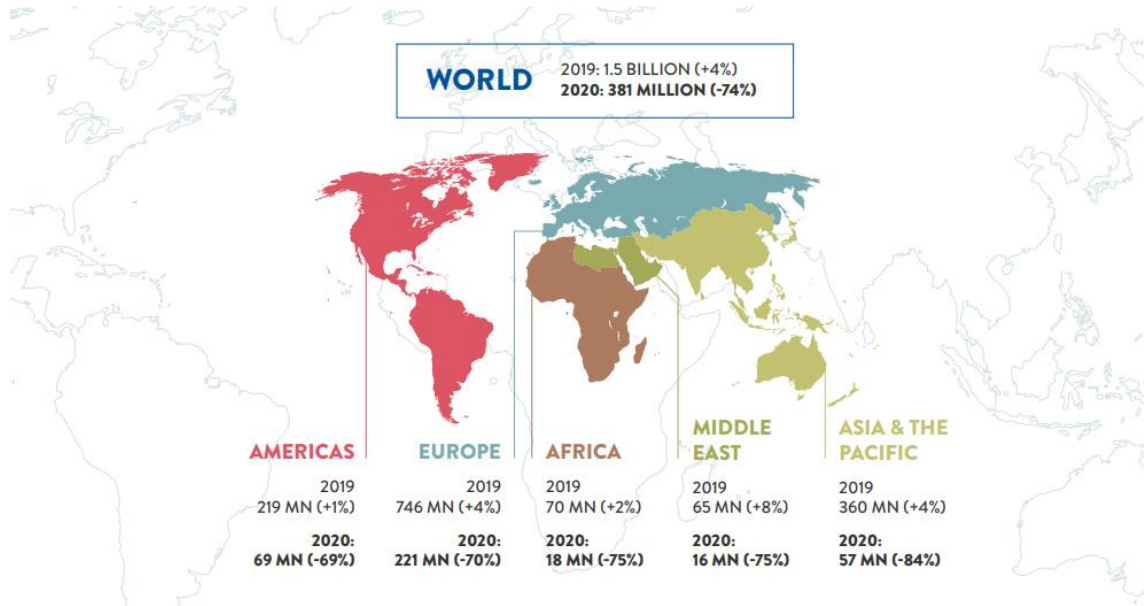 WORLD
2019: 1.5 BILLION (+4%)
2020: 381 MILLION (-74%)
AMERICAS
2019
219 MN (+1%)
2020:
69 MN (-69%)
EUROPE
2019
746 MN (+4%)
2020:
221 MN (-70%)
AFRICA
2019
70 MN (+2%)
2020:
18 MN (-75%)
MIDDLE
EAST
2019
65 MN (+8%)
2020:
16 MN (-75%)
ASIA & THE
PACIFIC
2019
360 MN (+4%)
2020:
57 MN (-84%)